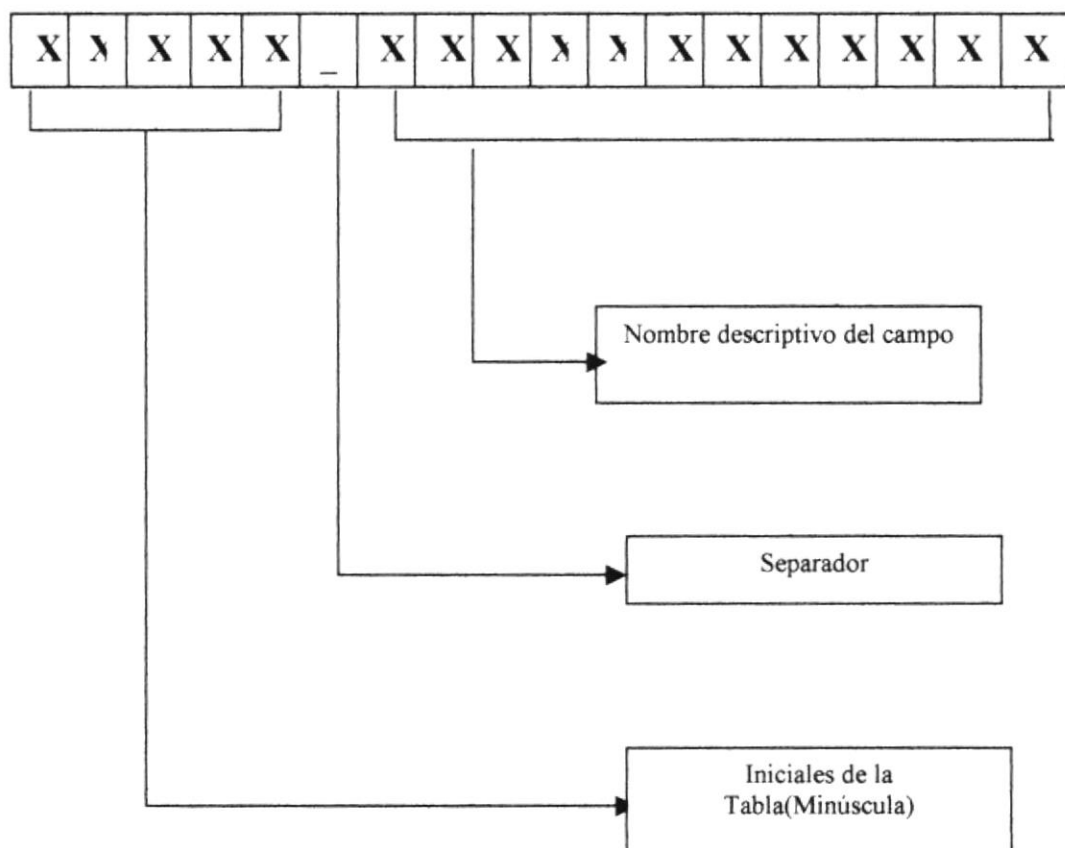 X X X X X _ X X X X X X X X X X X X
Nombre descriptivo del campo
Separador
Iniciales de la
Tabla(Minúscula)